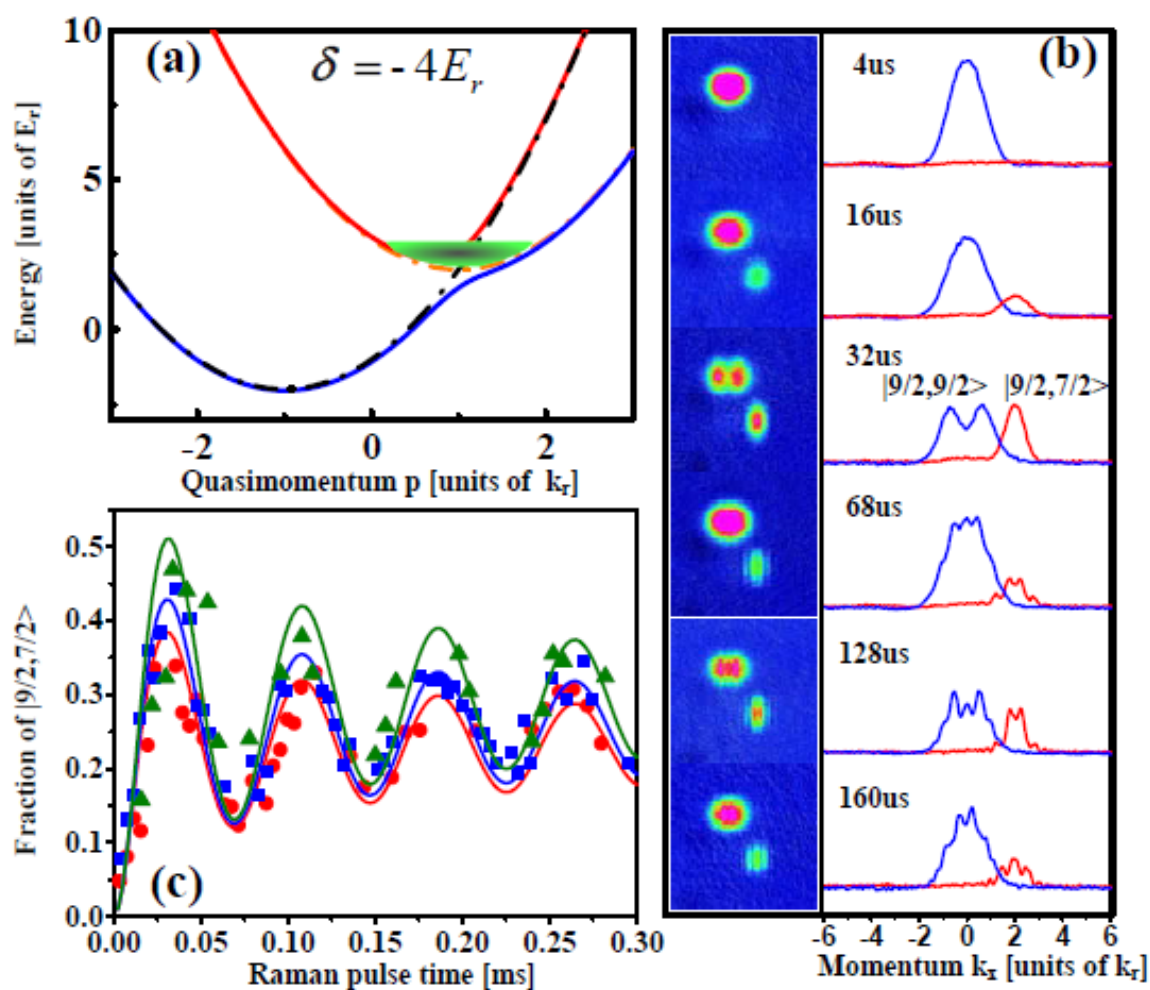 (a)
δ = - 4E_r
10
5
0
Energy [units of E_r]
-2 0 2
Quasimomentum p [units of k_r]
(b)
4us
16us
32us
|9/2,9/2> |9/2,7/2>
68us
128us
160us
-6 -4 -2 0 2 4 6
Momentum k_x [units of k_r]
(c)
0.5
0.4
0.3
0.2
0.1
0.0
Fraction of |9/2,7/2>
0.00 0.05 0.10 0.15 0.20 0.25 0.30
Raman pulse time [ms]